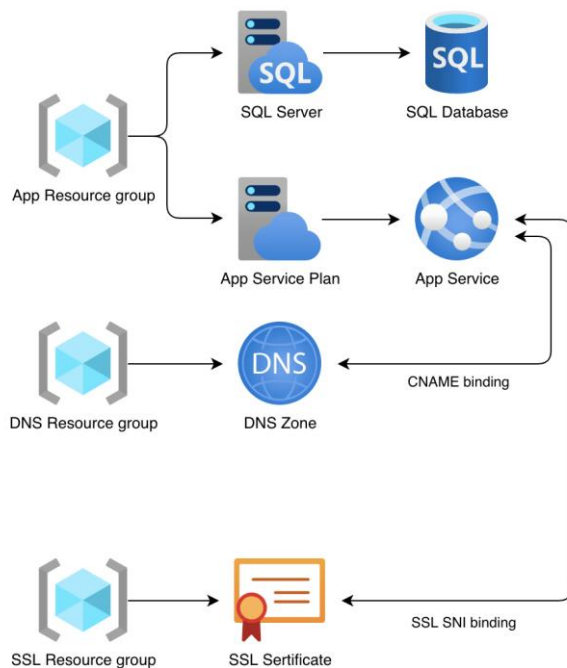 SQL
SQL
SQL Server
SQL Database
App Resource group
App Service Plan
App Service
DNS
CNAME binding
DNS Resource group
DNS Zone
SSL SNI binding
SSL Resource group
SSL Sertificate